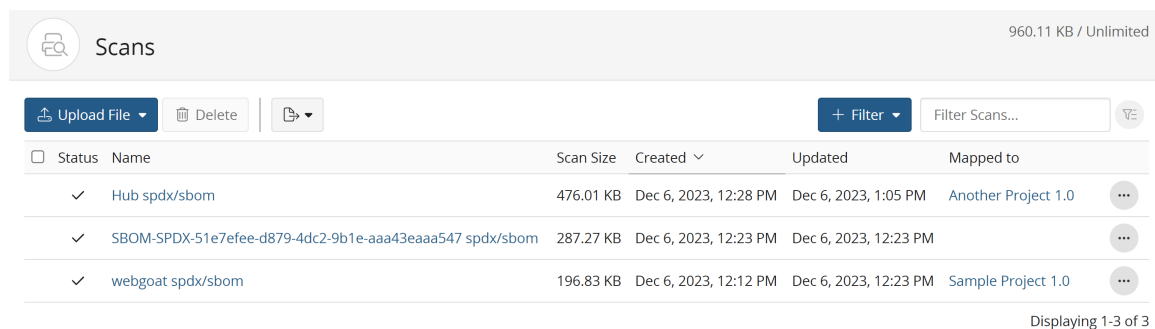 960.11 KB / Unlimited
Scans
Upload File Delete + Filter Filter Scans...
Status Name Scan Size Created Updated Mapped to
Hub spdx/sbom 476.01 KB Dec 6, 2023, 12:28 PM Dec 6, 2023, 1:05 PM Another Project 1.0
SBOM-SPDX-51e7efee-d879-4dc2-9b1e-aaa43eaaa547 spdx/sbom 287.27 KB Dec 6, 2023, 12:23 PM Dec 6, 2023, 12:23 PM
webgoat spdx/sbom 196.83 KB Dec 6, 2023, 12:12 PM Dec 6, 2023, 12:23 PM Sample Project 1.0
Displaying 1-3 of 3